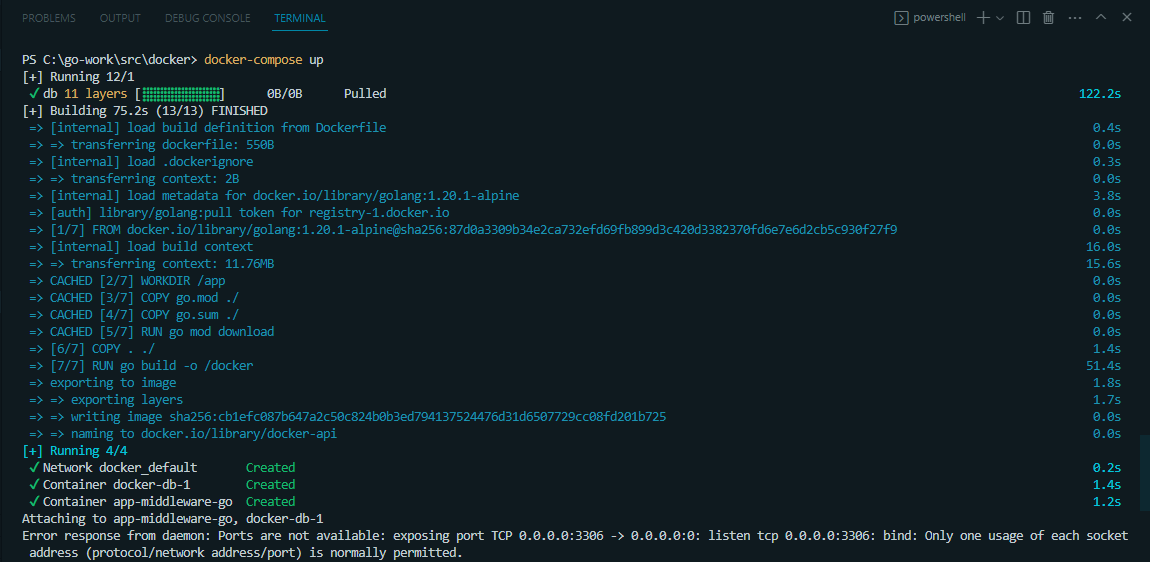 PROBLEMS OUTPUT DEBUG CONSOLE TERMINAL powershell
PS C:\go-work\src\docker> docker-compose up
[+] Running 12/1
✔ db 11 layers [⣿⣿⣿⣿⣿⣿⣿⣿⣿⣿⣿] 0B/0B Pulled 122.2s
[+] Building 75.2s (13/13) FINISHED
=> [internal] load build definition from Dockerfile 0.4s
=> => transferring dockerfile: 550B 0.0s
=> [internal] load .dockerignore 0.3s
=> => transferring context: 2B 0.0s
=> [internal] load metadata for docker.io/library/golang:1.20.1-alpine 3.8s
=> [auth] library/golang:pull token for registry-1.docker.io 0.0s
=> [1/7] FROM docker.io/library/golang:1.20.1-alpine@sha256:87d0a3309b34e2ca732efd69fb899d3c420d3382370fd6e7e6d2cb5c930f27f9 0.0s
=> [internal] load build context 16.0s
=> => transferring context: 11.76MB 15.6s
=> CACHED [2/7] WORKDIR /app 0.0s
=> CACHED [3/7] COPY go.mod ./ 0.0s
=> CACHED [4/7] COPY go.sum ./ 0.0s
=> CACHED [5/7] RUN go mod download 0.0s
=> [6/7] COPY . ./ 1.4s
=> [7/7] RUN go build -o /docker 51.4s
=> exporting to image 1.8s
=> => exporting layers 1.7s
=> => writing image sha256:cb1efc087b647a2c50c824b0b3ed794137524476d31d6507729cc08fd201b725 0.0s
=> => naming to docker.io/library/docker-api 0.0s
[+] Running 4/4
✔ Network docker_default Created 0.2s
✔ Container docker-db-1 Created 1.4s
✔ Container app-middleware-go Created 1.2s
Attaching to app-middleware-go, docker-db-1
Error response from daemon: Ports are not available: exposing port TCP 0.0.0.0:3306 -> 0.0.0.0:0: listen tcp 0.0.0.0:3306: bind: Only one usage of each socket
address (protocol/network address/port) is normally permitted.